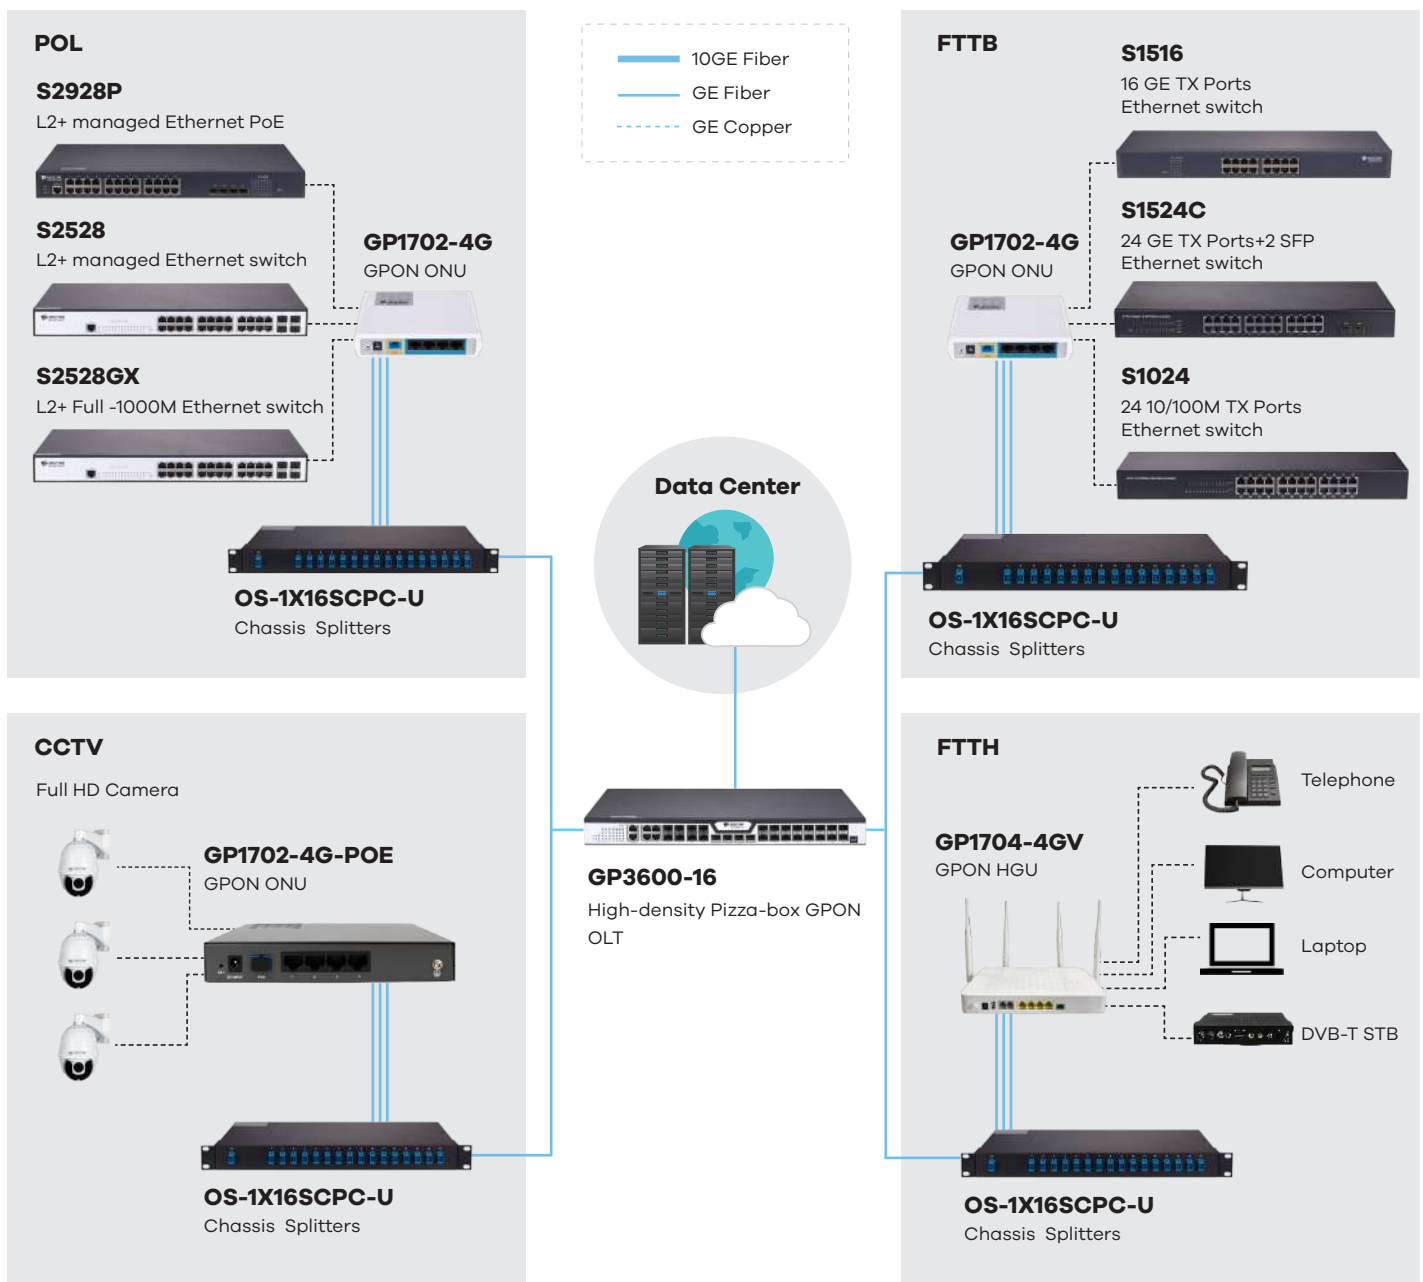 POL
S2928P
L2+ managed Ethernet PoE
S2528
L2+ managed Ethernet switch
GP1702-4G
GPON ONU
S2528GX
L2+ Full -1000M Ethernet switch
OS-1X16SCPC-U
Chassis Splitters
10GE Fiber
GE Fiber
GE Copper
Data Center
FTTB
S1516
16 GE TX Ports
Ethernet switch
S1524C
24 GE TX Ports+2 SFP
Ethernet switch
GP1702-4G
GPON ONU
S1024
24 10/100M TX Ports
Ethernet switch
OS-1X16SCPC-U
Chassis Splitters
CCTV
Full HD Camera
GP1702-4G-POE
GPON ONU
OS-1X16SCPC-U
Chassis Splitters
GP3600-16
High-density Pizza-box GPON
OLT
FTTH
Telephone
GP1704-4GV
GPON HGU
Computer
Laptop
DVB-T STB
OS-1X16SCPC-U
Chassis Splitters